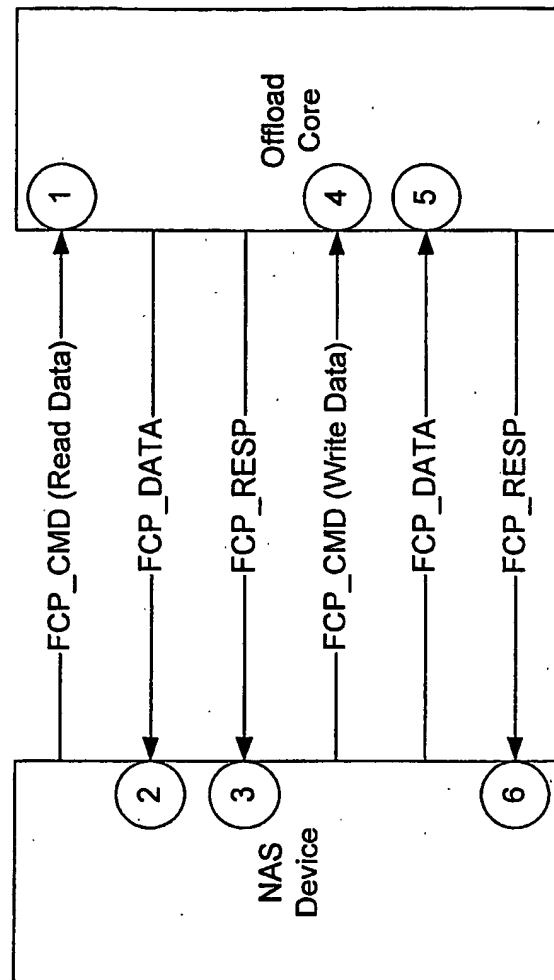 NAS
Device
Offload
Core
1
FCP_CMD (Read Data)
2
FCP_DATA
3
FCP_RESP
4
FCP_CMD (Write Data)
5
FCP_DATA
6
FCP_RESP